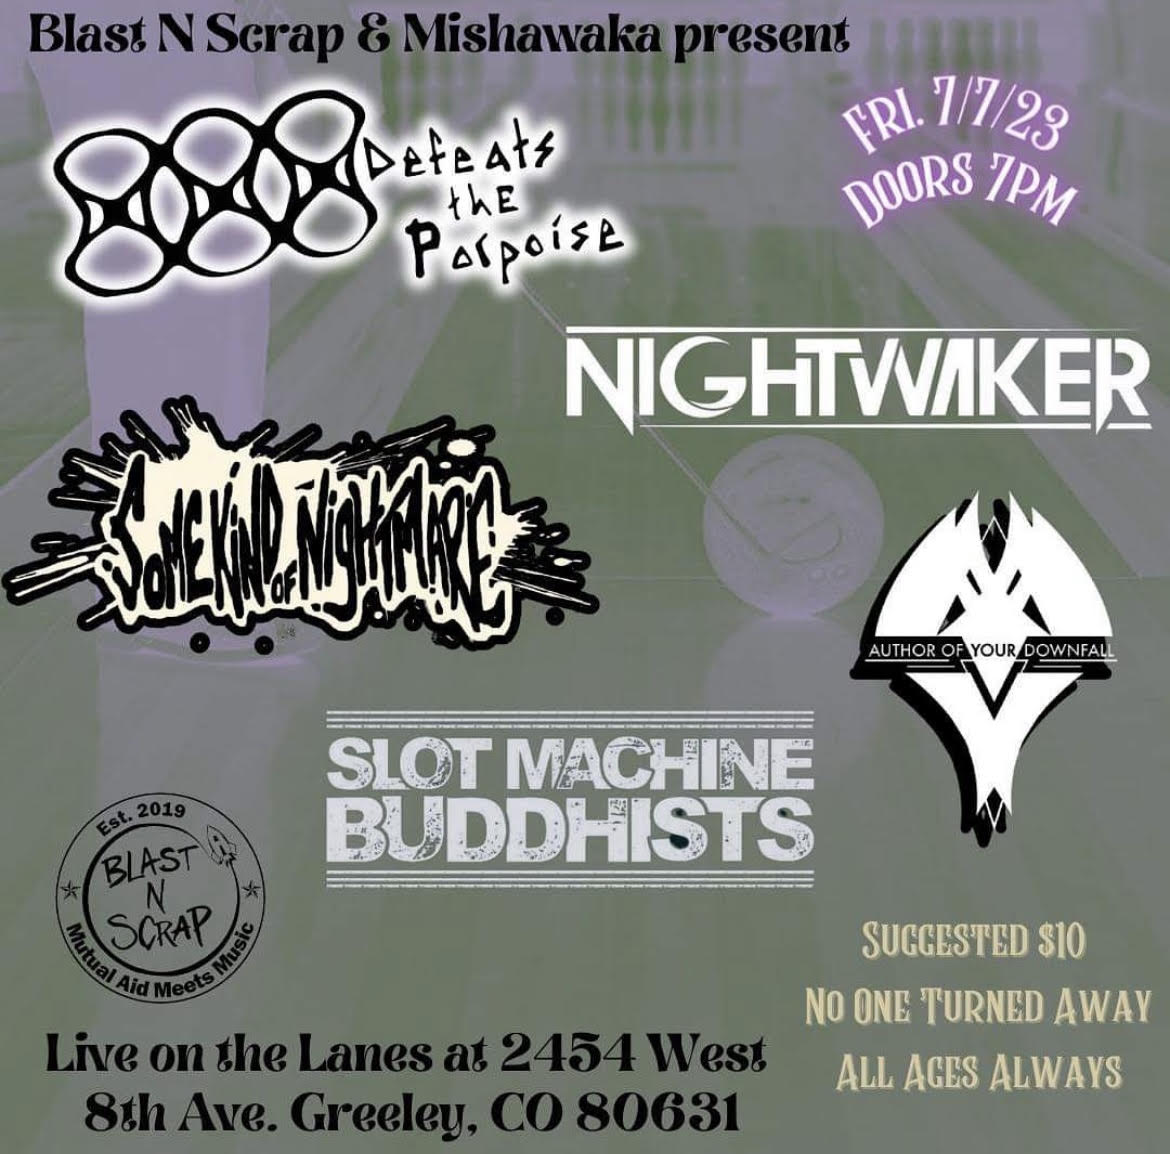 Blast N Scrap & Mishawaka present
Defeats
the
Porpoise
FRI. 7/7/23
DOORS 7PM
NIGHTWAKER
SOME KIND OF NIGHTMARE
AUTHOR OF YOUR DOWNFALL
SLOT MACHINE
BUDDHISTS
Est. 2019
BLAST
N
SCRAP
Mutual Aid Meets Music
SUGGESTED $10
NO ONE TURNED AWAY
ALL AGES ALWAYS
Live on the Lanes at 2454 West
8th Ave. Greeley, CO 80631